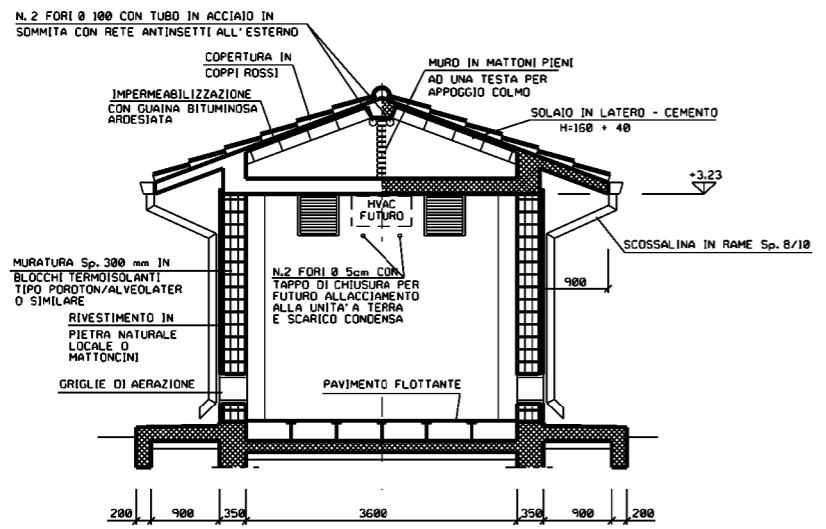 N.2 FORI Ø 100 CON TUBO IN ACCIAIO IN
SOMMITA CON RETE ANTINSETTI ALL'ESTERNO
COPERTURA IN
COPPI ROSSI
IMPERMEABILIZZAZIONE
CON GUAINA BITUMINOSA
ARDESIATA
MURO IN MATTONI PIENI
AD UNA TESTA PER
APPOGGIO COLMO
SOLAIO IN LATERO - CEMENTO
H=160 + 40
+3.23
HVAC
FUTURO
SCOSSALINA IN RAME Sp. 8/10
MURATURA Sp. 300 mm IN
BLOCCHI TERMOISOLANTI
TIPO POROTON/ALVEOLATER
O SIMILARE
N.2 FORI Ø 5cm CON
TAPPO DI CHIUSURA PER
FUTURO ALLACCIAMENTO
ALLA UNITA' A TERRA
E SCARICO CONDENSA
900
RIVESTIMENTO IN
PIETRA NATURALE
LOCALE O
MATTONCINI
GRIGLIE DI AERAZIONE
PAVIMENTO FLOTTANTE
200 900 350 3600 350 900 200